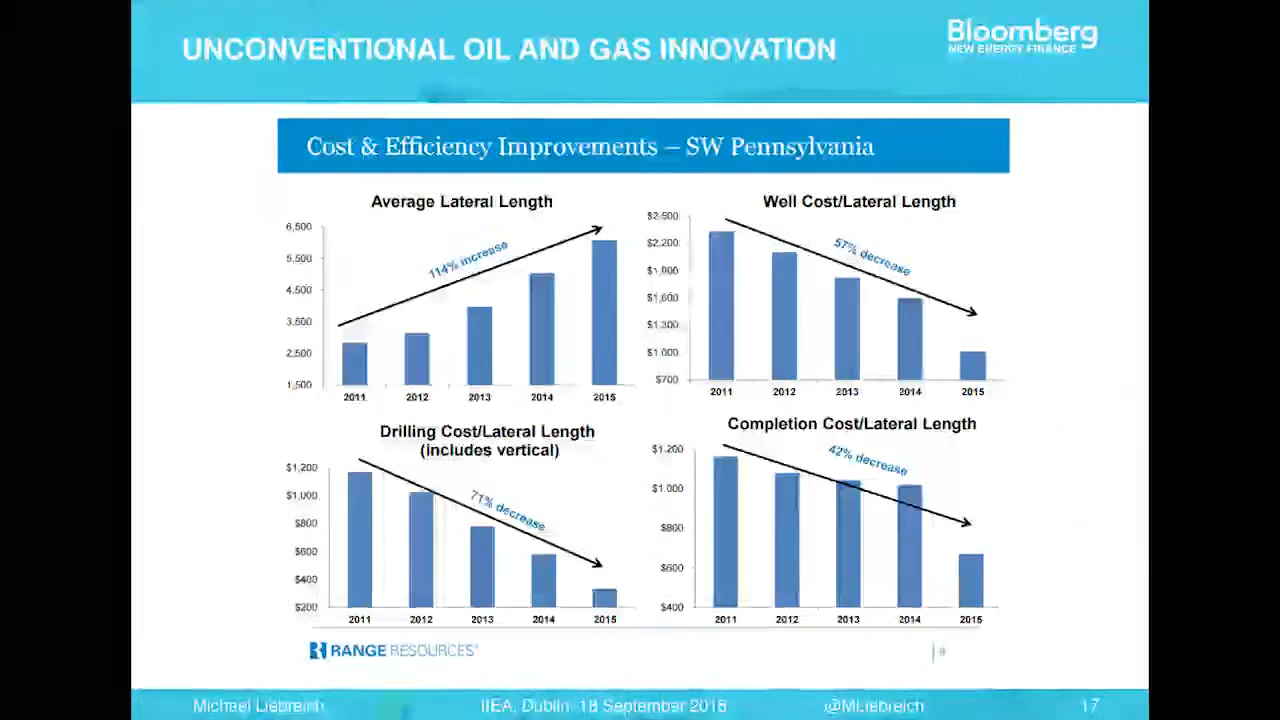 UNCONVENTIONAL OIL AND GAS INNOVATION
Bloomberg
NEW ENERGY FINANCE
Cost & Efficiency Improvements – SW Pennsylvania
Average Lateral Length
6,500
5,500
4,500
3,500
2,500
1,500
114% increase
2011 2012 2013 2014 2015
Well Cost/Lateral Length
$2,500
$2,200
$1,900
$1,600
$1,300
$1,000
$700
57% decrease
2011 2012 2013 2014 2015
Drilling Cost/Lateral Length
(includes vertical)
$1,200
$1,000
$800
$600
$400
$200
71% decrease
2011 2012 2013 2014 2015
Completion Cost/Lateral Length
$1,200
$1,000
$800
$600
$400
42% decrease
2011 2012 2013 2014 2015
RANGE RESOURCES
Michael Liebreich
IIEA, Dublin, 18 September 2016
@MLiebreich
17